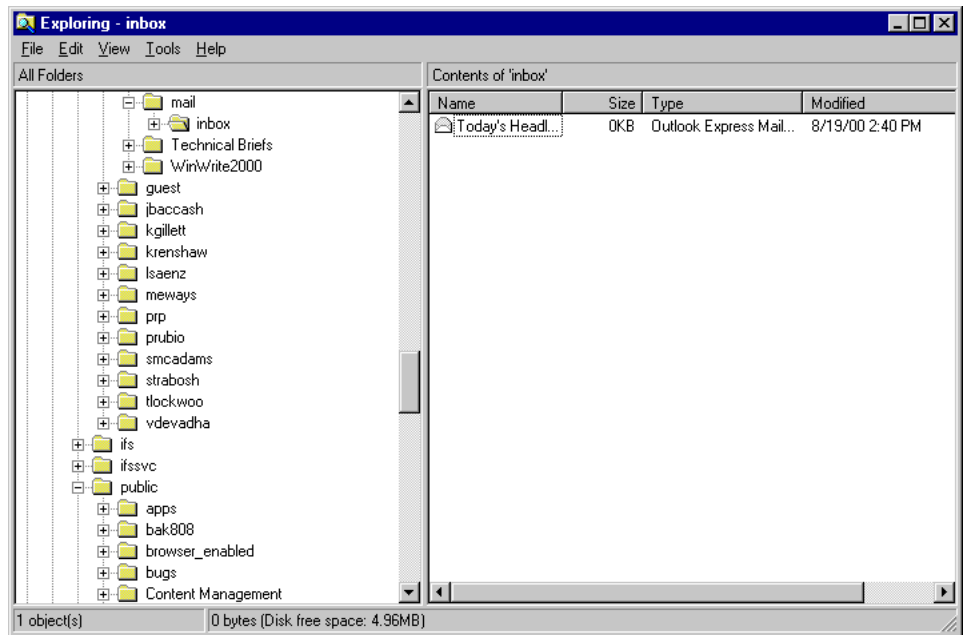 Exploring - inbox
File Edit View Tools Help
All Folders
Contents of 'inbox'
mail
inbox
Technical Briefs
WinWrite2000
guest
jbaccash
kgillett
krenshaw
lsaenz
meways
prp
prubio
smcadams
strabosh
tlockwoo
vdevadha
ifs
ifssvc
public
apps
bak808
browser_enabled
bugs
Content Management
Name Size Type Modified
Today's Headl... 0KB Outlook Express Mail... 8/19/00 2:40 PM
1 object(s) 0 bytes (Disk free space: 4.96MB)